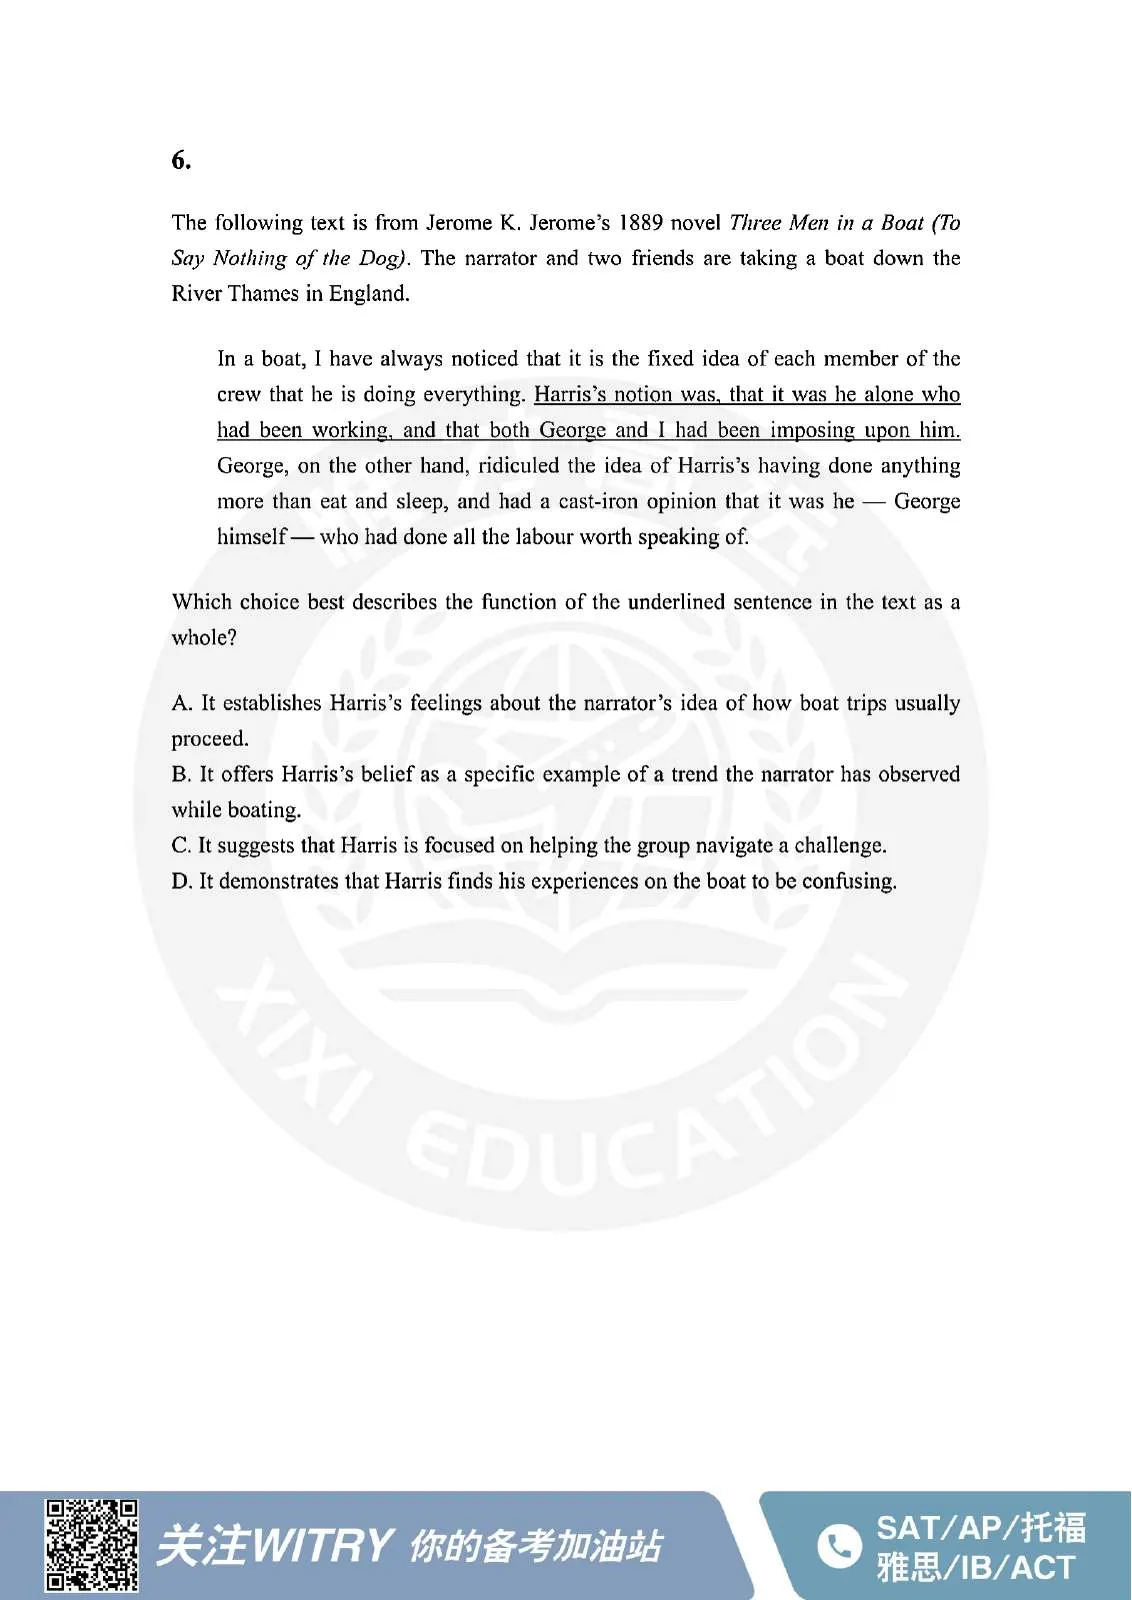 6.
The following text is from Jerome K. Jerome’s 1889 novel Three Men in a Boat (To
Say Nothing of the Dog). The narrator and two friends are taking a boat down the
River Thames in England.
In a boat, I have always noticed that it is the fixed idea of each member of the
crew that he is doing everything. Harris’s notion was, that it was he alone who
had been working, and that both George and I had been imposing upon him.
George, on the other hand, ridiculed the idea of Harris’s having done anything
more than eat and sleep, and had a cast-iron opinion that it was he — George
himself — who had done all the labour worth speaking of.
Which choice best describes the function of the underlined sentence in the text as a
whole?
A. It establishes Harris’s feelings about the narrator’s idea of how boat trips usually
proceed.
B. It offers Harris’s belief as a specific example of a trend the narrator has observed
while boating.
C. It suggests that Harris is focused on helping the group navigate a challenge.
D. It demonstrates that Harris finds his experiences on the boat to be confusing.
XIXI EDUCATION
关注WITRY 你的备考加油站
SAT/AP/托福
雅思/IB/ACT